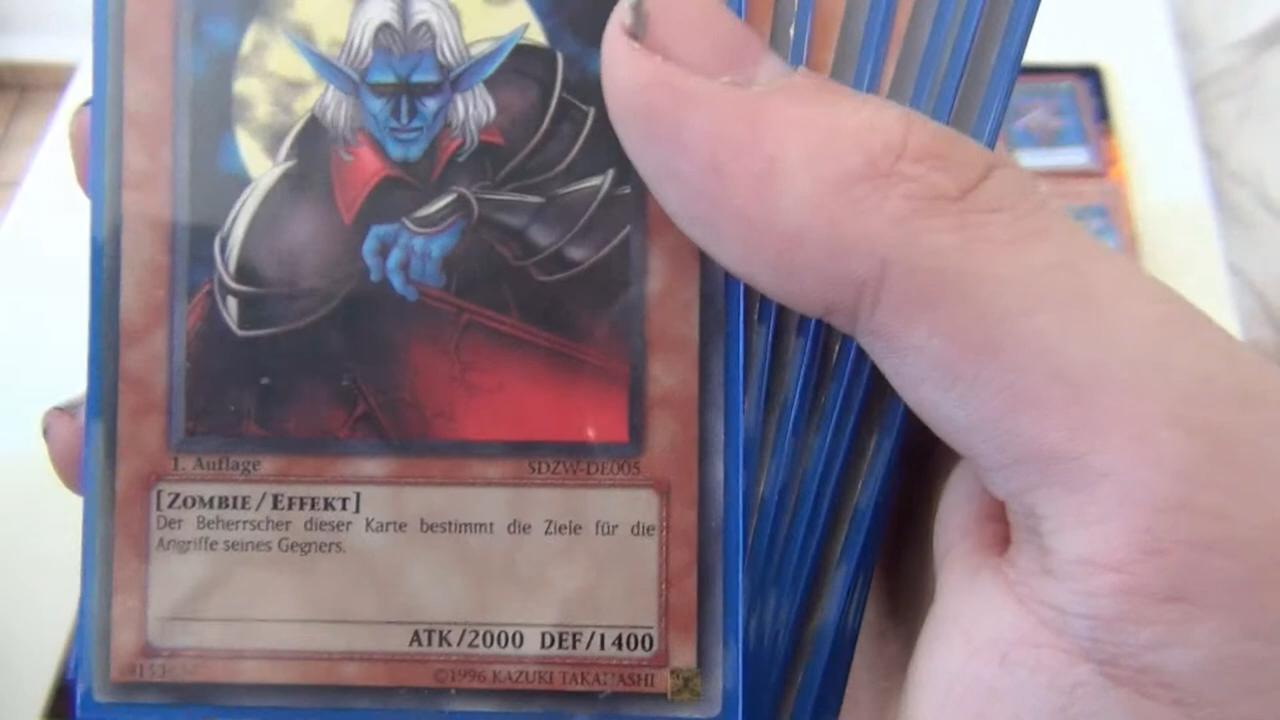 1. Auflage SDZW-DE005
[ZOMBIE/EFFEKT]
Der Beherrscher dieser Karte bestimmt die Ziele für die
Angriffe seines Gegners.
ATK/2000 DEF/1400
©1996 KAZUKI TAKAHASHI